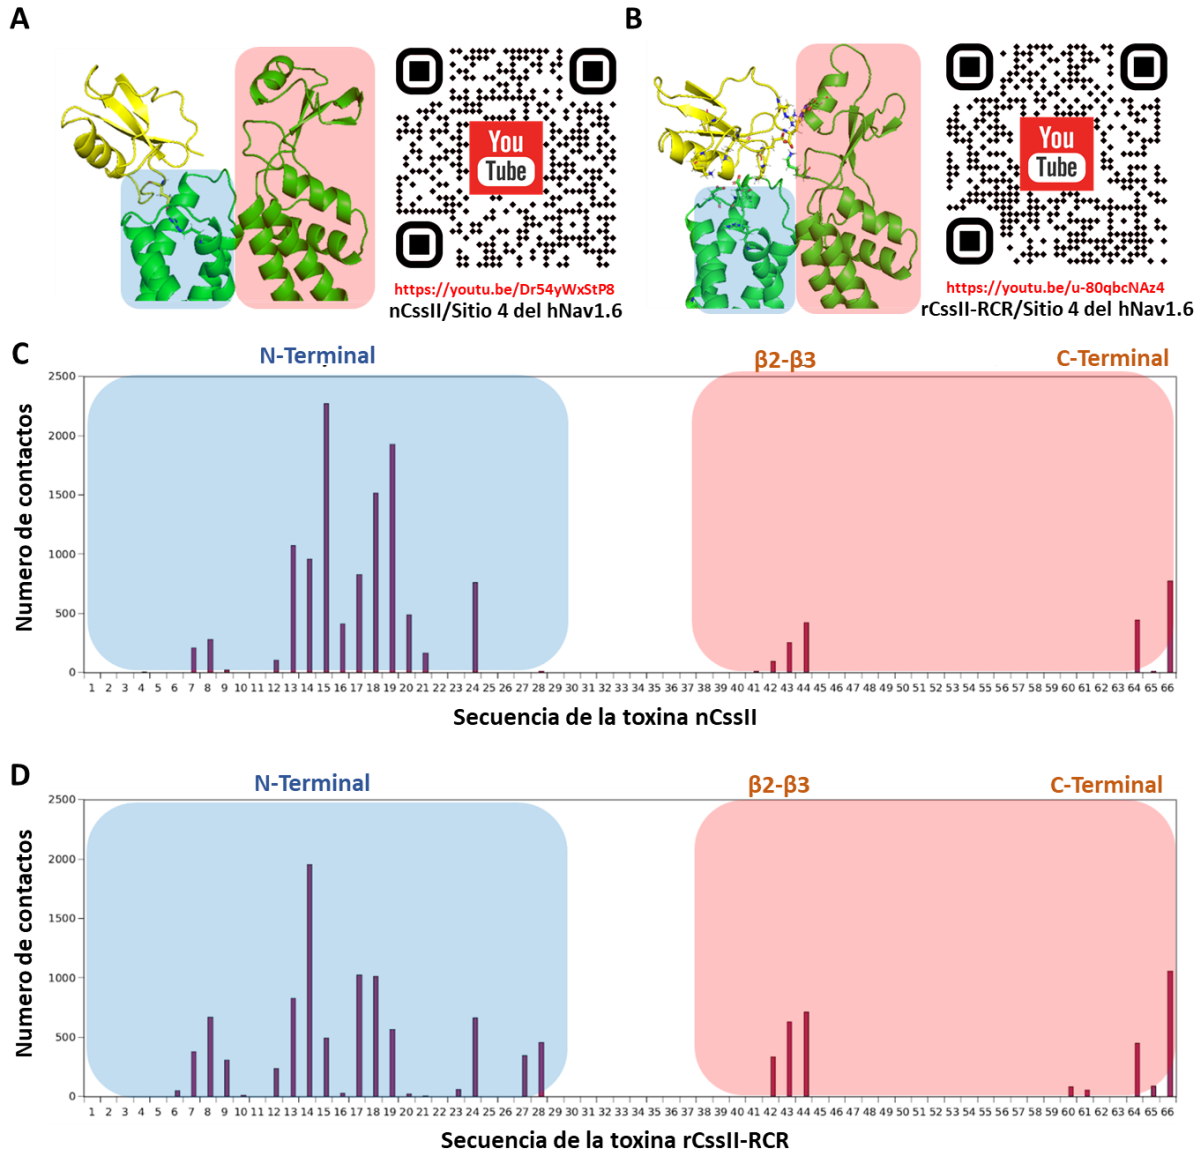 A
B
You
Tube
You
Tube
https://youtu.be/Dr54yWxStP8
nCssII/Sitio 4 del hNav1.6
https://youtu.be/u-80qbcNAz4
rCssII-RCR/Sitio 4 del hNav1.6
C
N-Terminal
β2-β3
C-Terminal
Numero de contactos
2500
2000
1500
1000
500
0
1 2 3 4 5 6 7 8 9 10 11 12 13 14 15 16 17 18 19 20 21 22 23 24 25 26 27 28 29 30 31 32 33 34 35 36 37 38 39 40 41 42 43 44 45 46 47 48 49 50 51 52 53 54 55 56 57 58 59 60 61 62 63 64 65 66
Secuencia de la toxina nCssII
D
N-Terminal
β2-β3
C-Terminal
Numero de contactos
2500
2000
1500
1000
500
0
1 2 3 4 5 6 7 8 9 10 11 12 13 14 15 16 17 18 19 20 21 22 23 24 25 26 27 28 29 30 31 32 33 34 35 36 37 38 39 40 41 42 43 44 45 46 47 48 49 50 51 52 53 54 55 56 57 58 59 60 61 62 63 64 65 66
Secuencia de la toxina rCssII-RCR